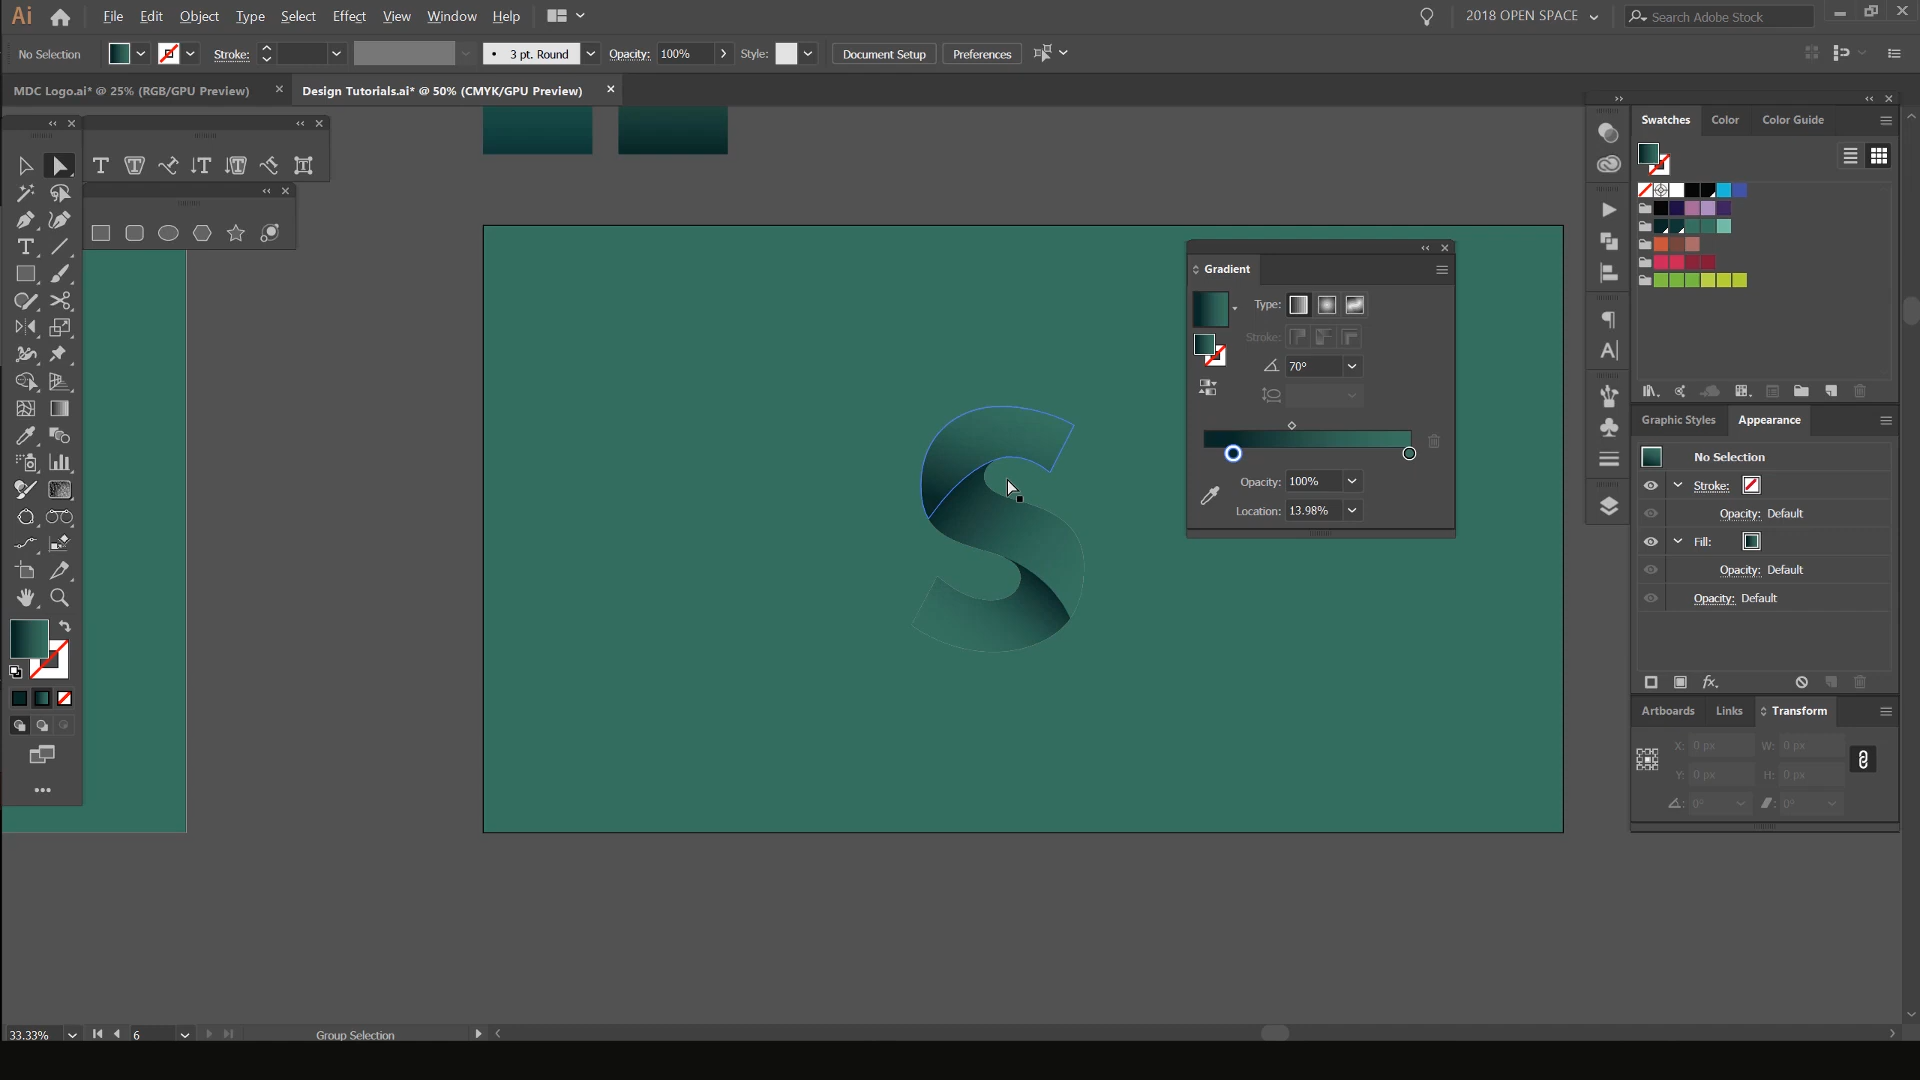 Ai File Edit Object Type Select Effect View Window Help 2018 OPEN SPACE Search Adobe Stock
No Selection Stroke: 3 pt. Round Opacity: 100% Style: Document Setup Preferences
MDC Logo.ai* @ 25% (RGB/GPU Preview) Design Tutorials.ai* @ 50% (CMYK/GPU Preview)
Swatches Color Color Guide
Gradient
Type:
Stroke:
70°
Opacity: 100%
Location: 13.98%
Graphic Styles Appearance
No Selection
Stroke:
Opacity: Default
Fill:
Opacity: Default
Opacity: Default
fx
Artboards Links Transform
X: 0 px W: 0 px
Y: 0 px H: 0 px
0° 0°
S
33.33% 6 Group Selection